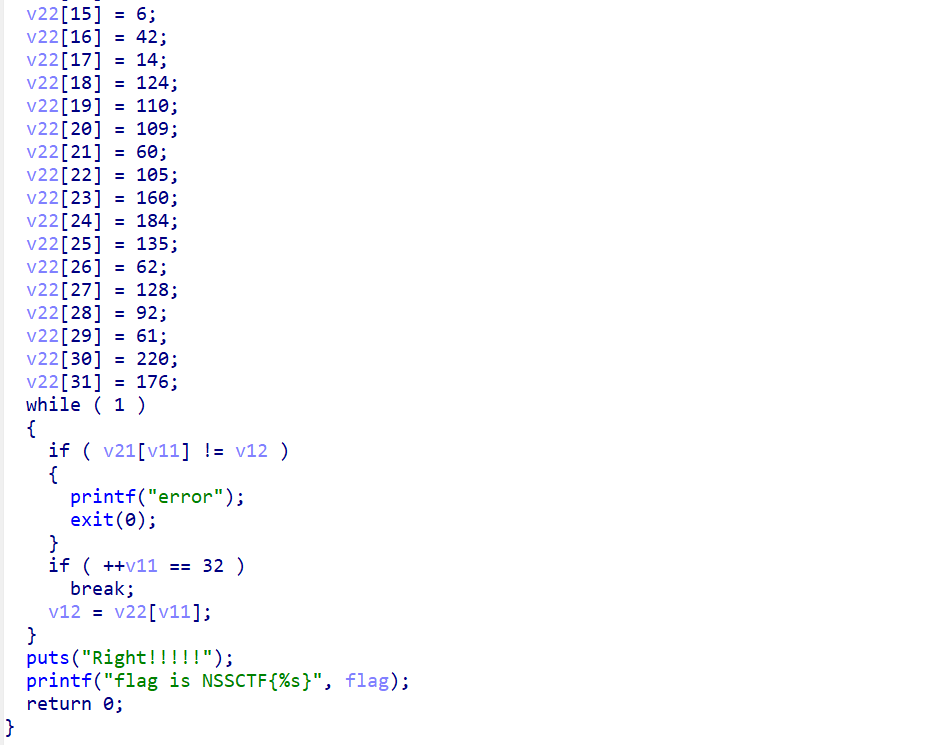 v22[15] = 6;
v22[16] = 42;
v22[17] = 14;
v22[18] = 124;
v22[19] = 110;
v22[20] = 109;
v22[21] = 60;
v22[22] = 105;
v22[23] = 160;
v22[24] = 184;
v22[25] = 135;
v22[26] = 62;
v22[27] = 128;
v22[28] = 92;
v22[29] = 61;
v22[30] = 220;
v22[31] = 176;
while ( 1 )
{
if ( v21[v11] != v12 )
{
printf("error");
exit(0);
}
if ( ++v11 == 32 )
break;
v12 = v22[v11];
}
puts("Right!!!!!");
printf("flag is NSSCTF{%s}", flag);
return 0;
}